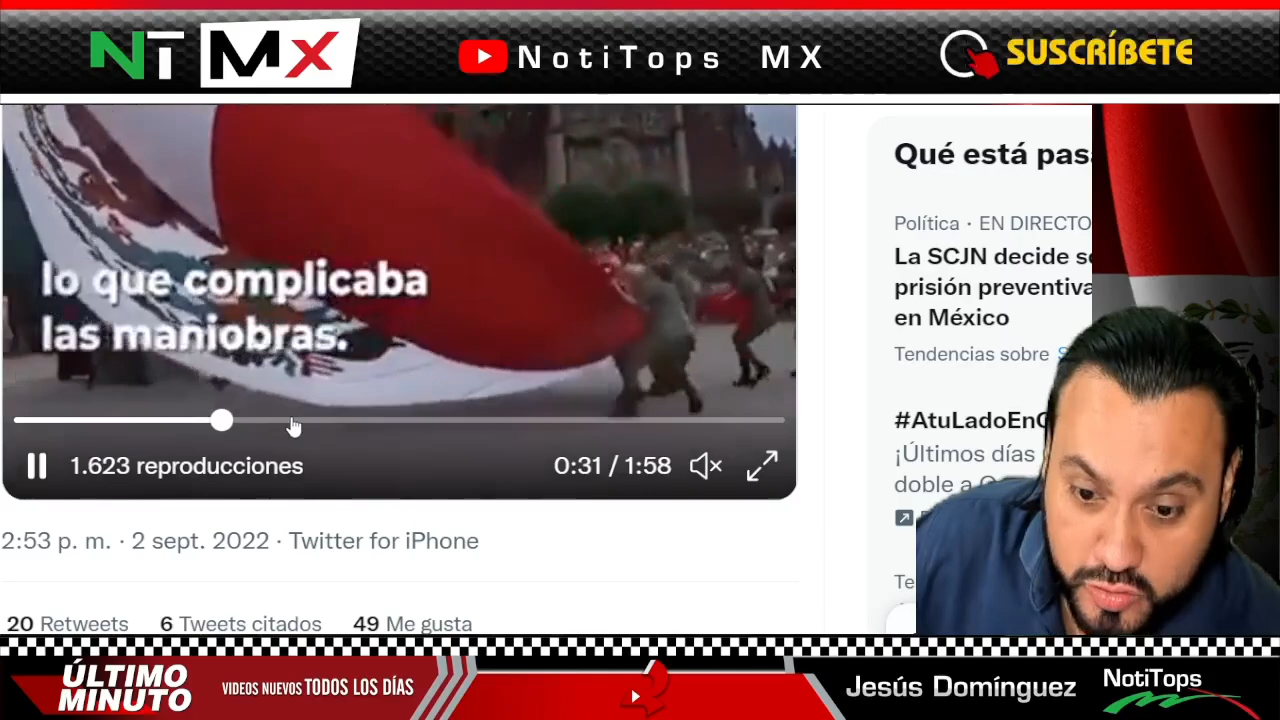 NT MX
NotiTops MX
SUSCRÍBETE
lo que complicaba
las maniobras.
1.623 reproducciones
0:31 / 1:58
2:53 p. m. · 2 sept. 2022 · Twitter for iPhone
20 Retweets 6 Tweets citados 49 Me gusta
Qué está
Política · EN DIRECTO
La SCJN decide
prisión preventiva
en México
Tendencias sobre
#AtuLadoEn
¡Últimos días
doble a
ÚLTIMO
MINUTO
VIDEOS NUEVOS TODOS LOS DÍAS
Jesús Domínguez
NotiTops